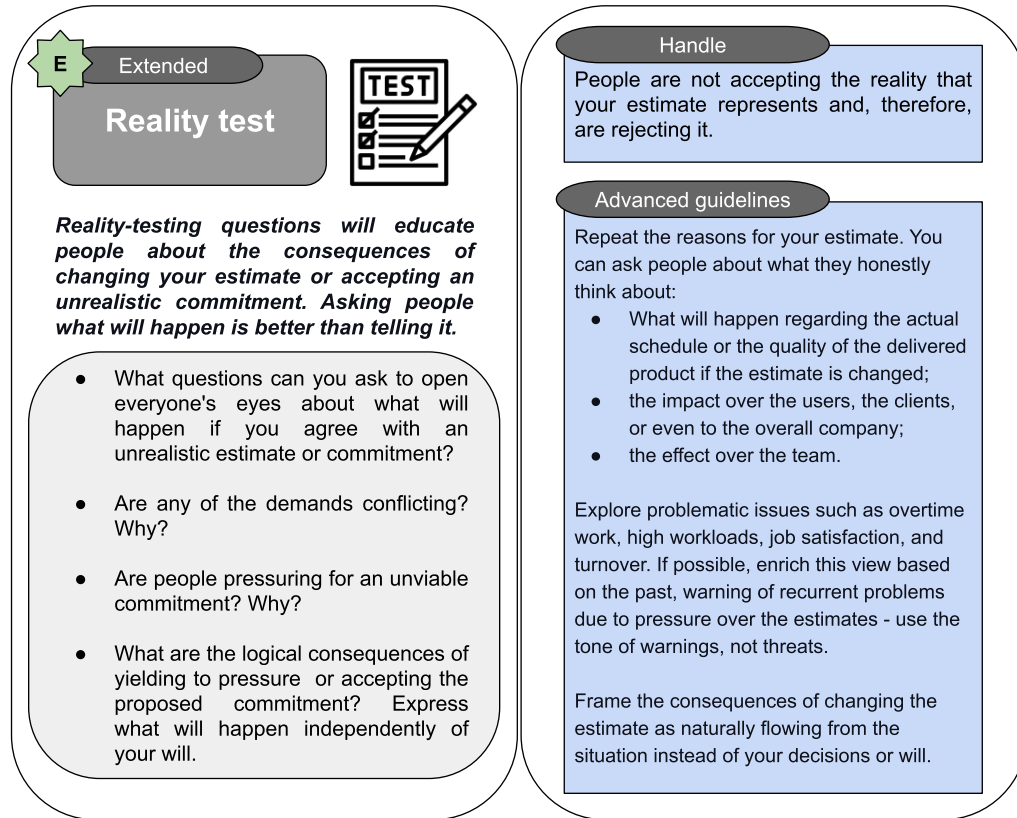 E
Extended
Reality test
TEST
Reality-testing questions will educate
people about the consequences of
changing your estimate or accepting an
unrealistic commitment. Asking people
what will happen is better than telling it.
● What questions can you ask to open
everyone's eyes about what will
happen if you agree with an
unrealistic estimate or commitment?
● Are any of the demands conflicting?
Why?
● Are people pressuring for an unviable
commitment? Why?
● What are the logical consequences of
yielding to pressure or accepting the
proposed commitment? Express
what will happen independently of
your will.
Handle
People are not accepting the reality that
your estimate represents and, therefore,
are rejecting it.
Advanced guidelines
Repeat the reasons for your estimate. You
can ask people about what they honestly
think about:
● What will happen regarding the actual
schedule or the quality of the delivered
product if the estimate is changed;
● the impact over the users, the clients,
or even to the overall company;
● the effect over the team.
Explore problematic issues such as overtime
work, high workloads, job satisfaction, and
turnover. If possible, enrich this view based
on the past, warning of recurrent problems
due to pressure over the estimates - use the
tone of warnings, not threats.
Frame the consequences of changing the
estimate as naturally flowing from the
situation instead of your decisions or will.